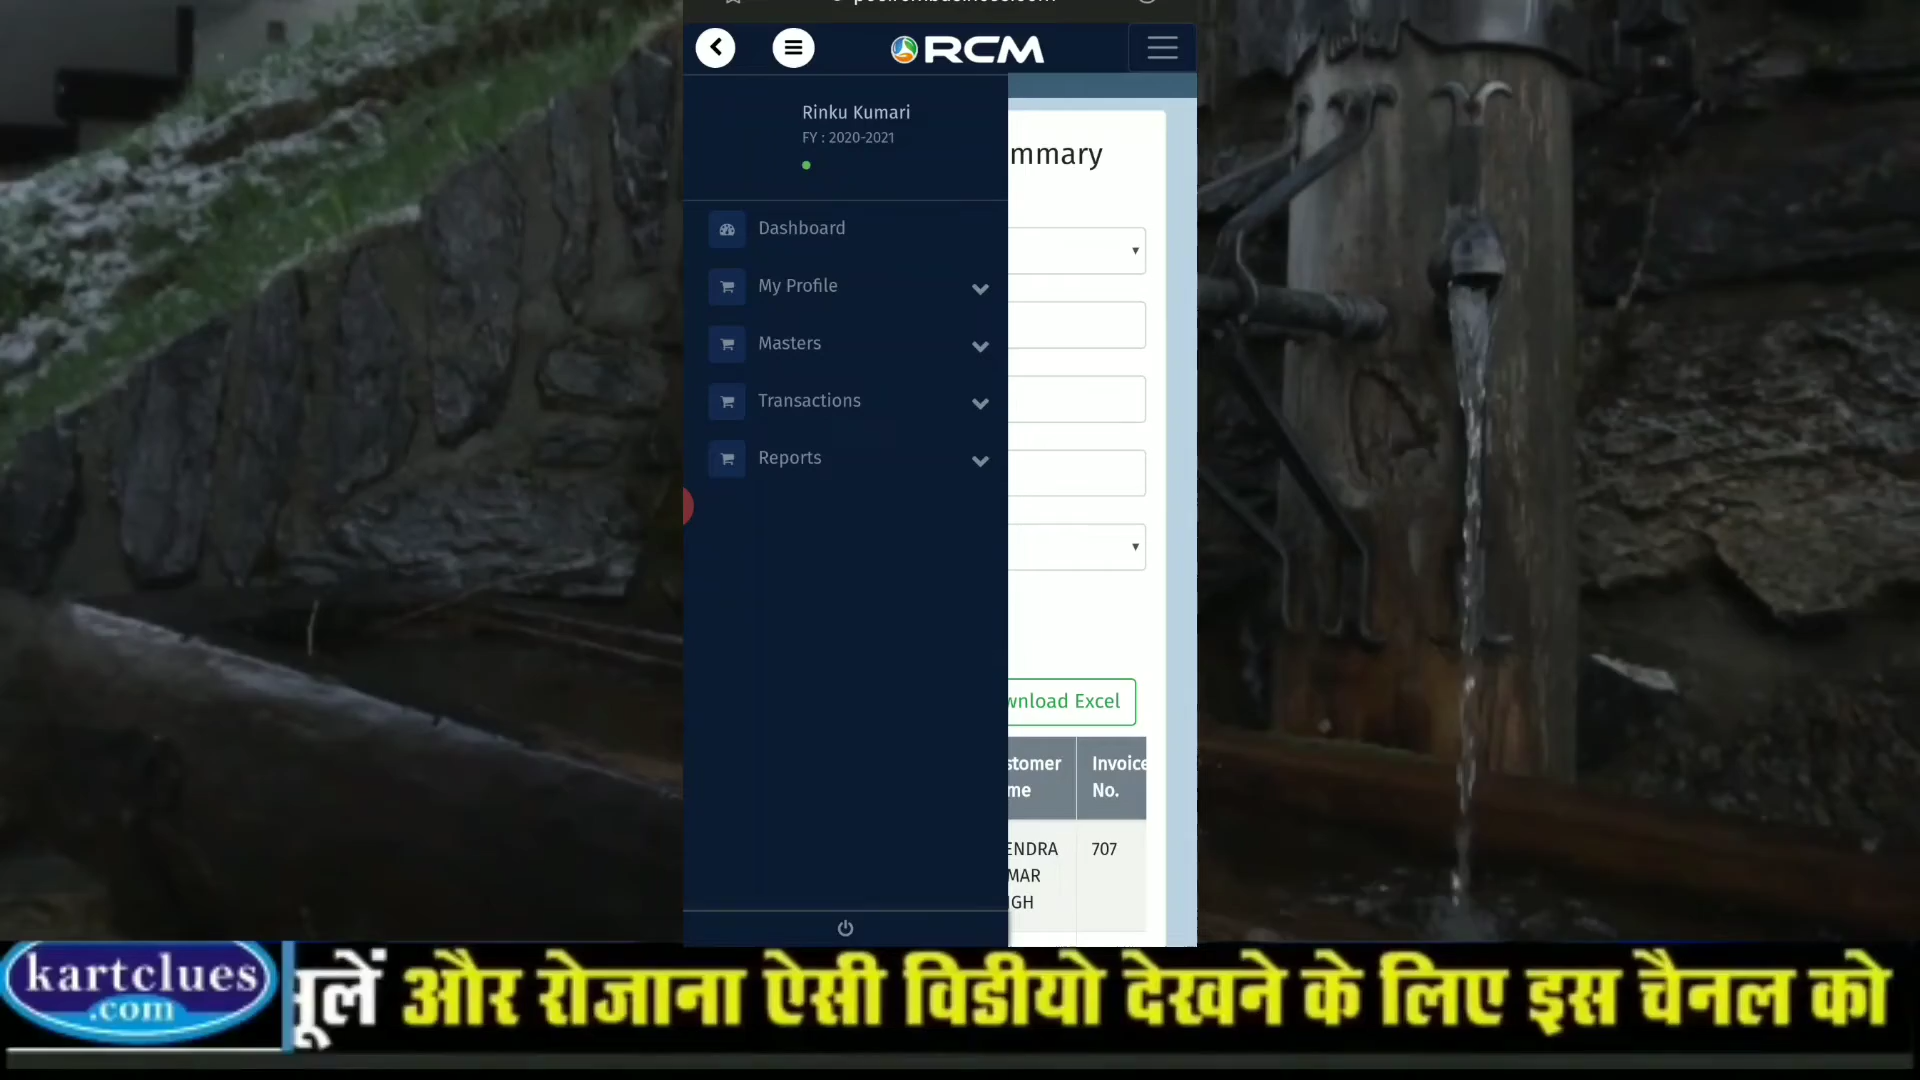 RCM
Rinku Kumari
FY : 2020-2021
mmary
Dashboard
My Profile
Masters
Transactions
Reports
wnload Excel
stomer Invoice
me No.
ENDRA 707
MAR
GH
kartclues
.com
और रोजाना ऐसी विडीयो देखने के लिए इस चैनल को